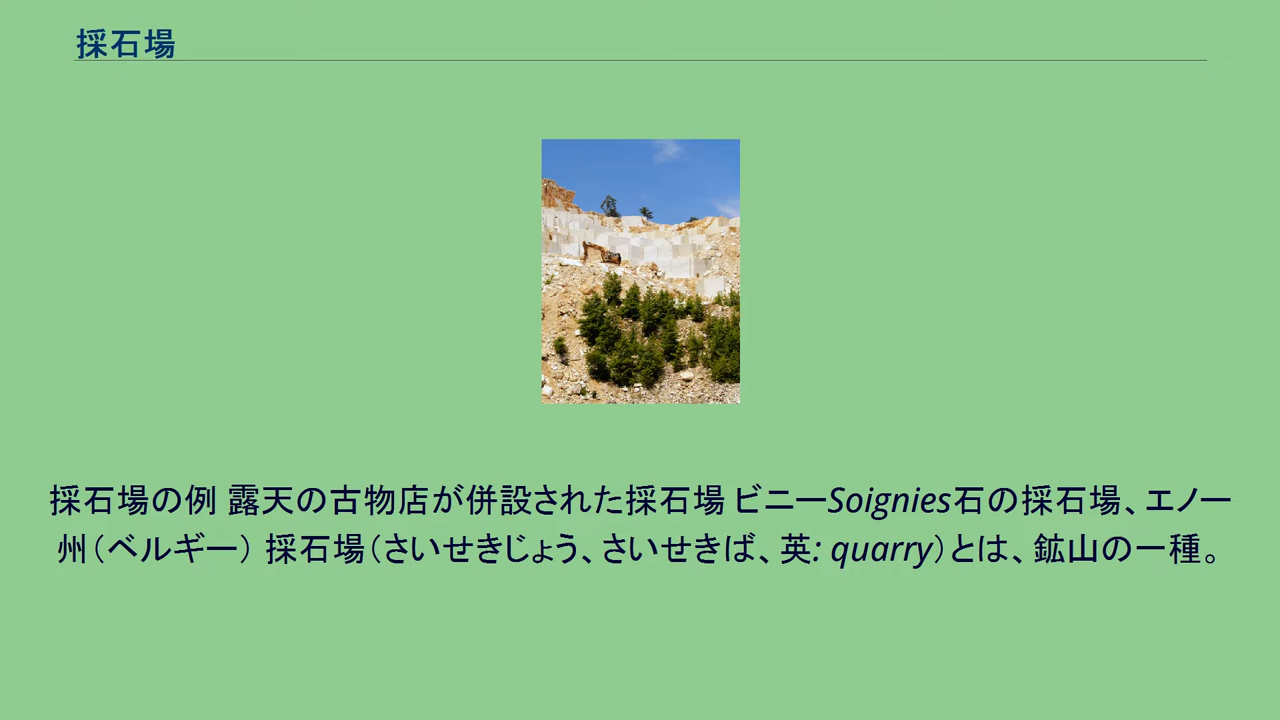 採石場
採石場の例 露天の古物店が併設された採石場 ビニーSoignies石の採石場、エノー
州（ベルギー） 採石場（さいせきじょう、さいせきば、英: quarry）とは、鉱山の一種。